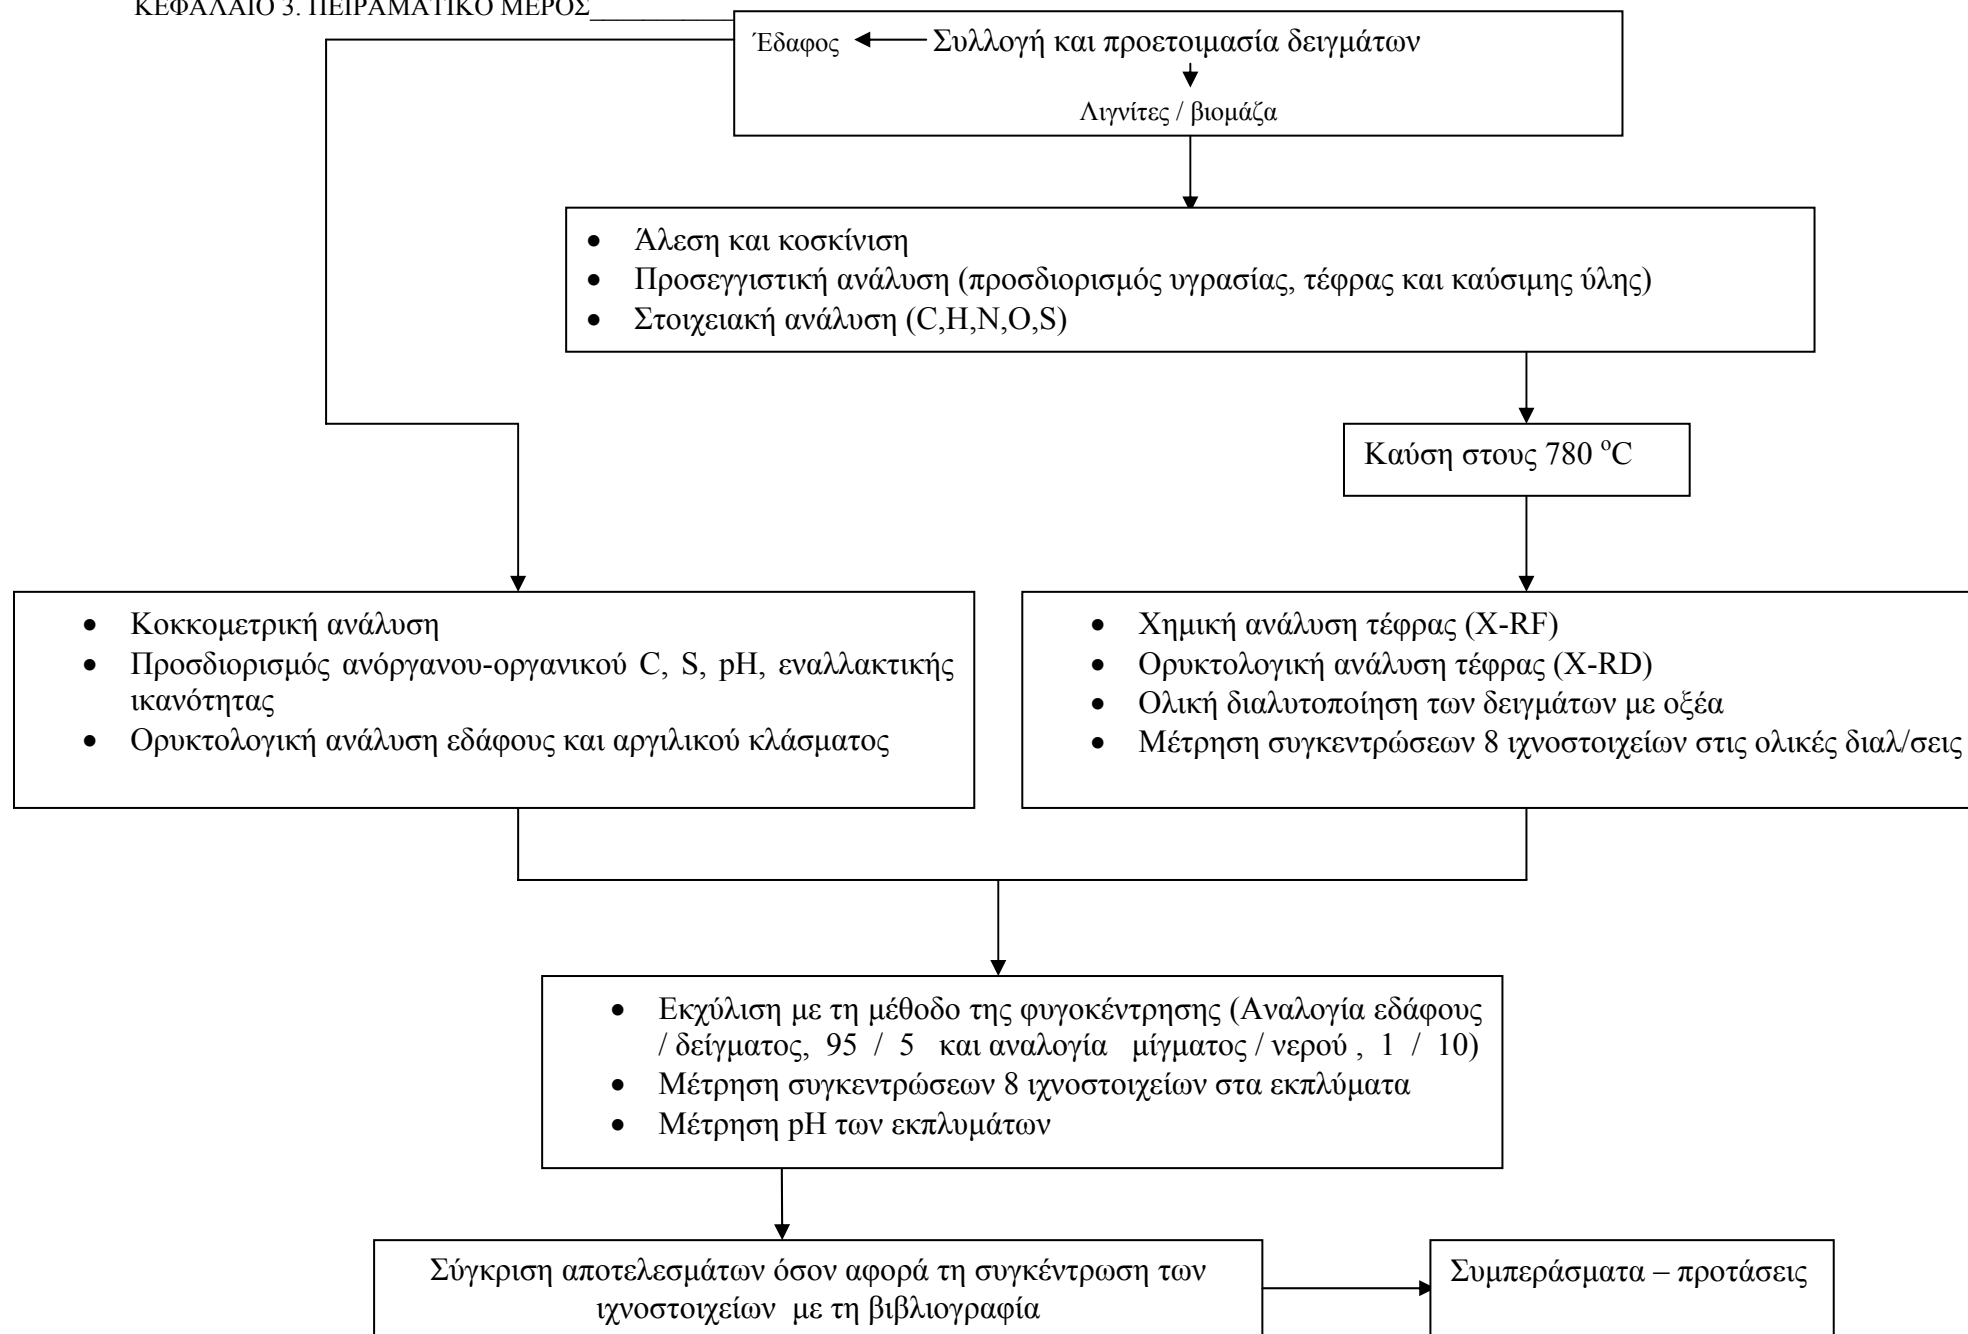 ΚΕΦΑΛΑΙΟ 3. ΠΕΙΡΑΜΑΤΙΚΟ ΜΕΡΟΣ
Έδαφος Συλλογή και προετοιμασία δειγμάτων
Λιγνίτες / βιομάζα
• Άλεση και κοσκίνιση
• Προσεγγιστική ανάλυση (προσδιορισμός υγρασίας, τέφρας και καύσιμης ύλης)
• Στοιχειακή ανάλυση (C,H,N,O,S)
Καύση στους 780 °C
• Κοκκομετρική ανάλυση
• Προσδιορισμός ανόργανου-οργανικού C, S, pH, εναλλακτικής
ικανότητας
• Ορυκτολογική ανάλυση εδάφους και αργιλικού κλάσματος
• Χημική ανάλυση τέφρας (X-RF)
• Ορυκτολογική ανάλυση τέφρας (X-RD)
• Ολική διαλυτοποίηση των δειγμάτων με οξέα
• Μέτρηση συγκεντρώσεων 8 ιχνοστοιχείων στις ολικές διαλ/σεις
• Εκχύλιση με τη μέθοδο της φυγοκέντρησης (Αναλογία εδάφους
/ δείγματος, 95 / 5 και αναλογία μίγματος / νερού , 1 / 10)
• Μέτρηση συγκεντρώσεων 8 ιχνοστοιχείων στα εκπλύματα
• Μέτρηση pH των εκπλυμάτων
Σύγκριση αποτελεσμάτων όσον αφορά τη συγκέντρωση των
ιχνοστοιχείων με τη βιβλιογραφία
Συμπεράσματα – προτάσεις